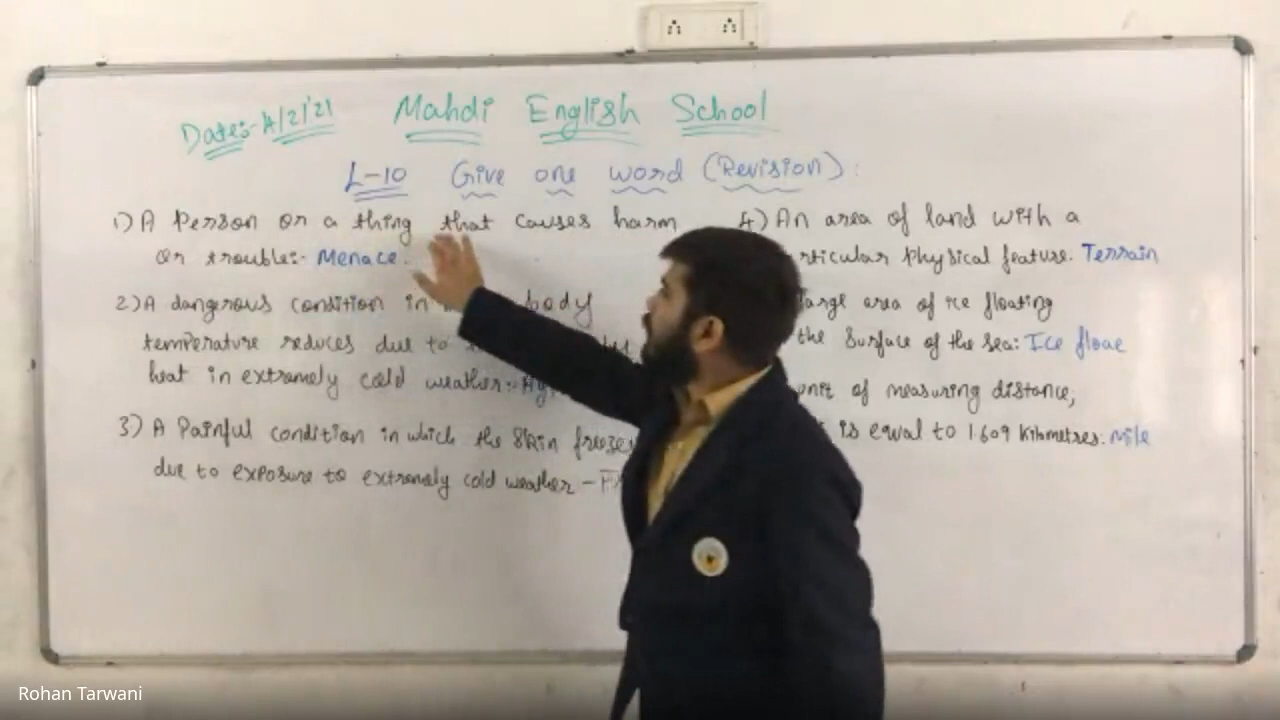 Date:- 4/2/'21
Mahdi English School
L-10 Give one word (Revision):
1) A Person or a thing that causes harm
or trouble:- Menace.
2) A dangerous condition in body
temperature reduces due to
heat in extremely cold weather:-
3) A Painful condition in which the Skin freezes
due to exposure to extremely cold weather -
4) An area of land with a
rticular Physical feature: Terrain
large area of ice floating
the Surface of the sea: Ice floae
unit of measuring distance,
is equal to 1.609 Kilometres: Mile
Rohan Tarwani